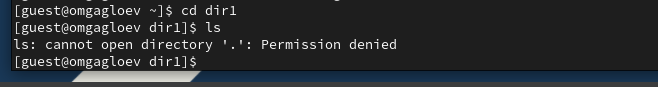 [guest@omgagloev ~]$ cd dir1
[guest@omgagloev dir1]$ ls
ls: cannot open directory '.': Permission denied
[guest@omgagloev dir1]$